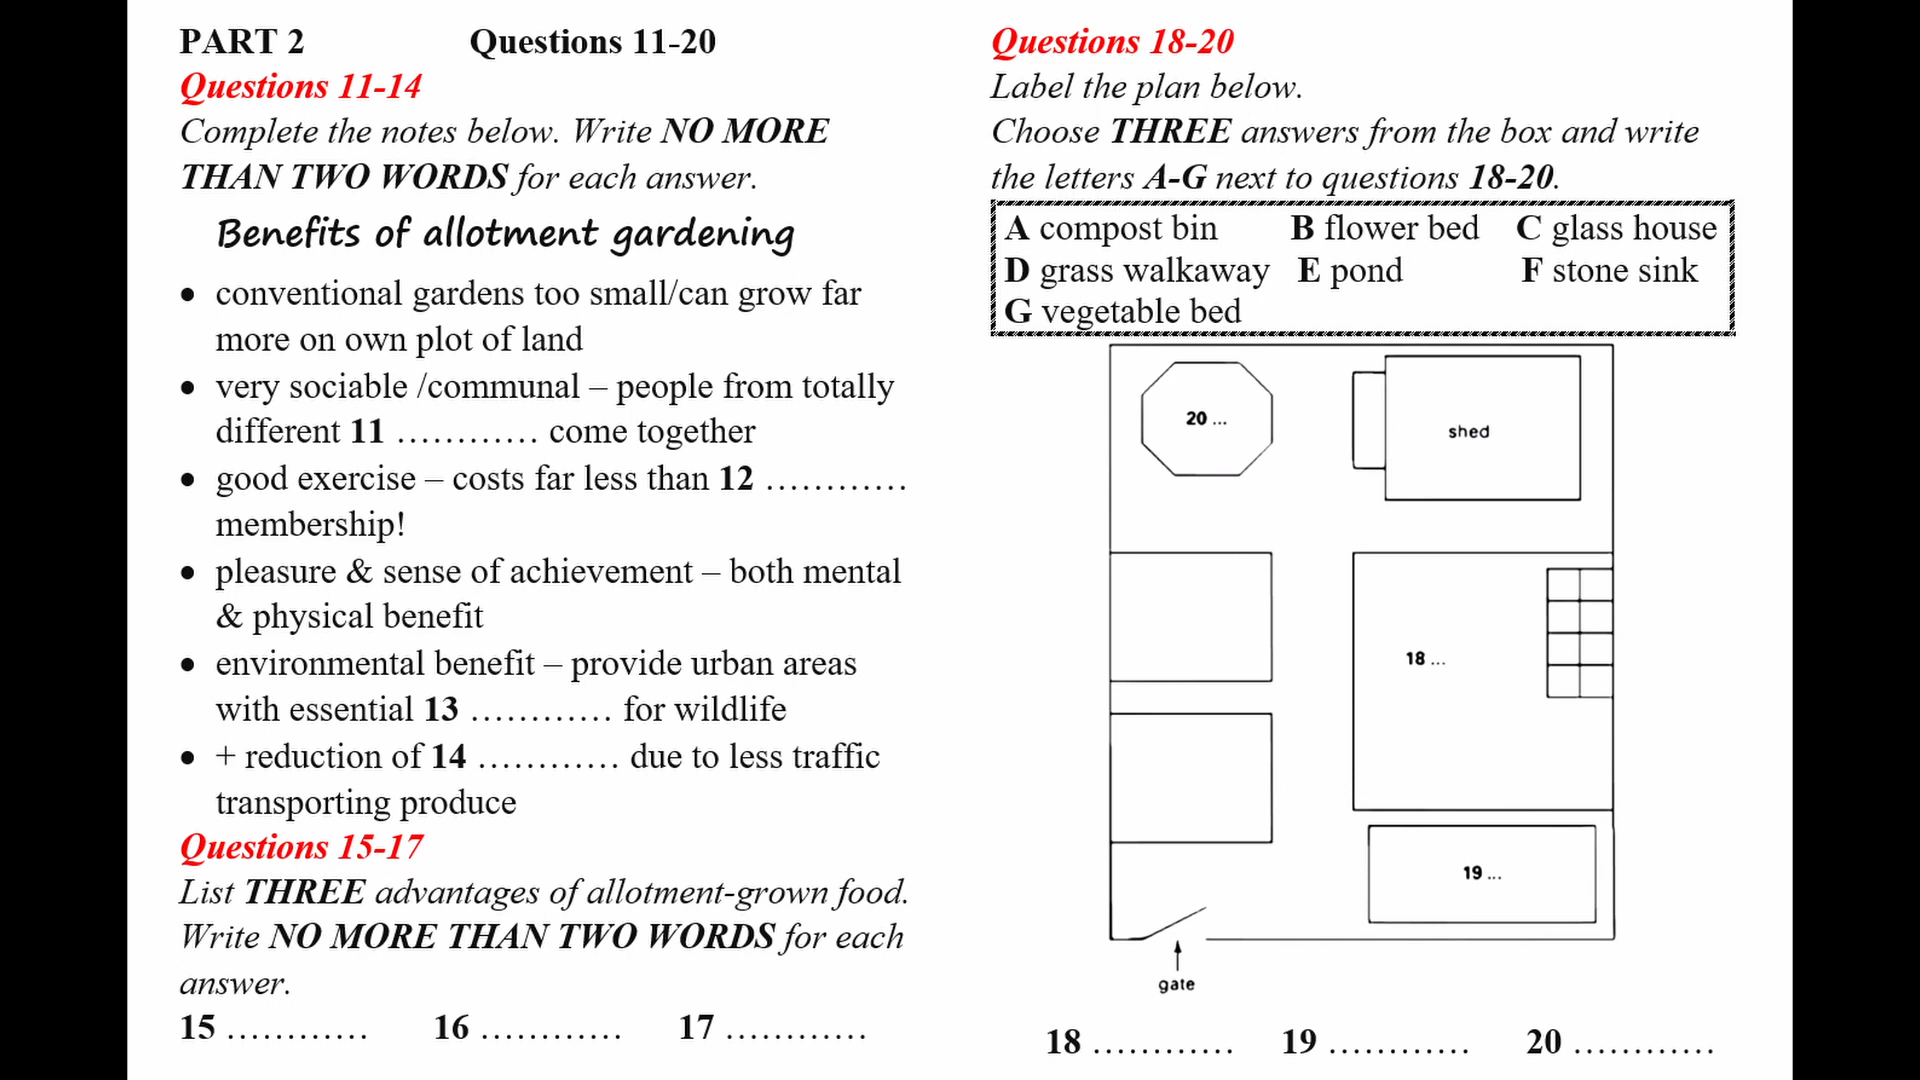 PART 2 Questions 11-20
Questions 11-14
Complete the notes below. Write NO MORE
THAN TWO WORDS for each answer.
Benefits of allotment gardening
• conventional gardens too small/can grow far
more on own plot of land
• very sociable /communal – people from totally
different 11 ………… come together
• good exercise – costs far less than 12 …………
membership!
• pleasure & sense of achievement – both mental
& physical benefit
• environmental benefit – provide urban areas
with essential 13 ………… for wildlife
• + reduction of 14 ………… due to less traffic
transporting produce
Questions 15-17
List THREE advantages of allotment-grown food.
Write NO MORE THAN TWO WORDS for each
answer.
15 ………… 16 ………… 17 …………
Questions 18-20
Label the plan below.
Choose THREE answers from the box and write
the letters A-G next to questions 18-20.
A compost bin B flower bed C glass house
D grass walkaway E pond F stone sink
G vegetable bed
20 ...
shed
18 ...
19 ...
gate
18 ………… 19 ………… 20 …………